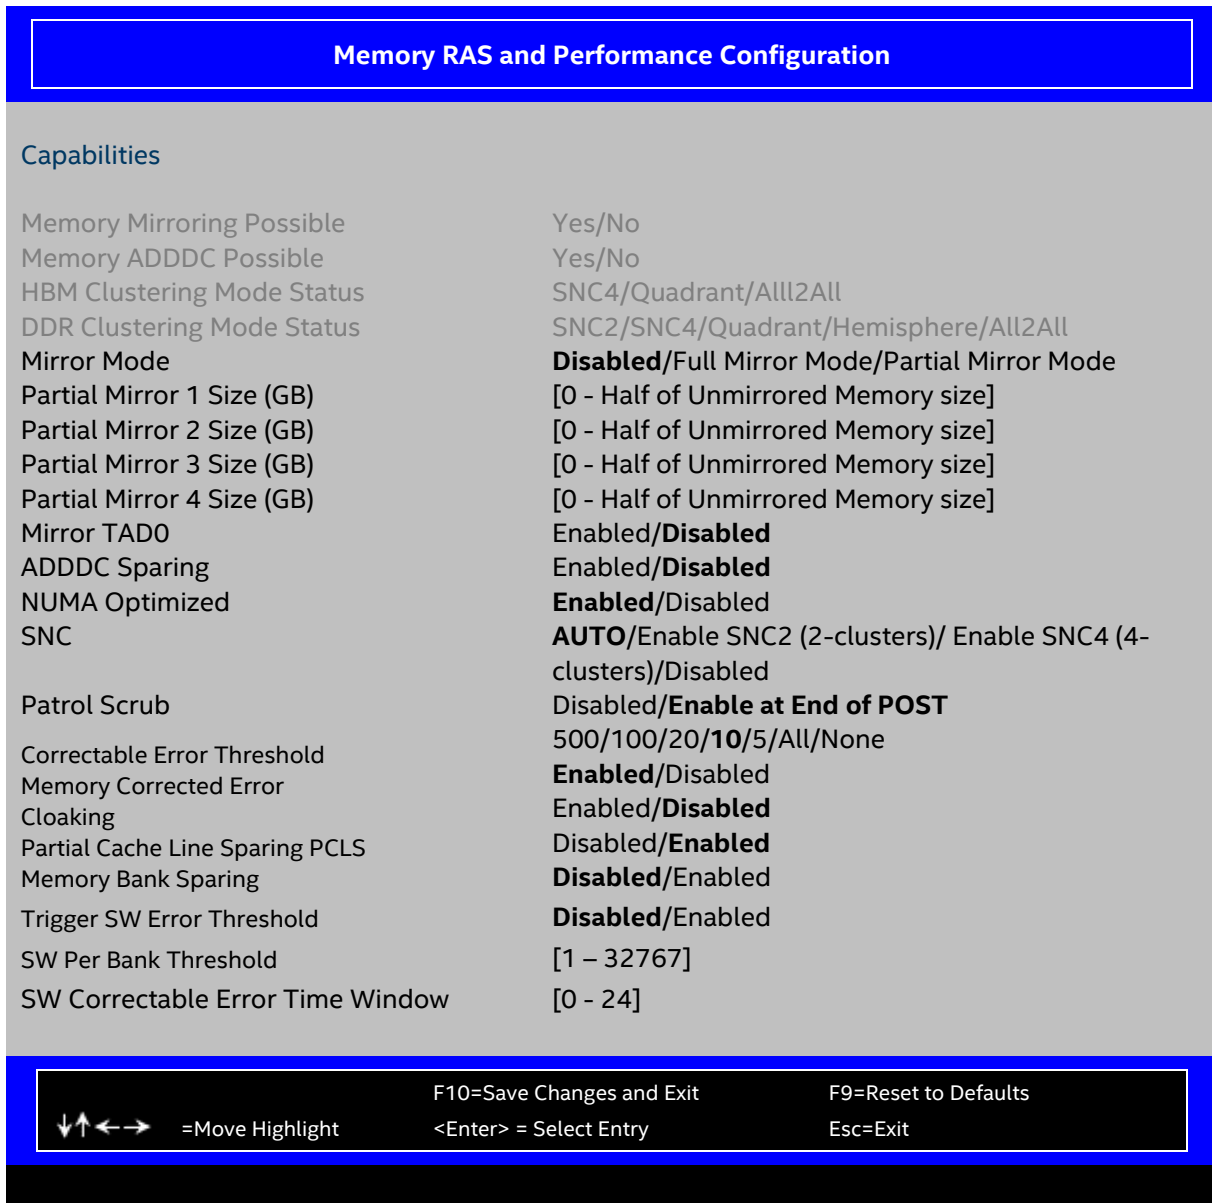 Memory RAS and Performance Configuration
Capabilities
Memory Mirroring Possible Yes/No
Memory ADDDC Possible Yes/No
HBM Clustering Mode Status SNC4/Quadrant/Alll2All
DDR Clustering Mode Status SNC2/SNC4/Quadrant/Hemisphere/All2All
Mirror Mode Disabled/Full Mirror Mode/Partial Mirror Mode
Partial Mirror 1 Size (GB) [0 - Half of Unmirrored Memory size]
Partial Mirror 2 Size (GB) [0 - Half of Unmirrored Memory size]
Partial Mirror 3 Size (GB) [0 - Half of Unmirrored Memory size]
Partial Mirror 4 Size (GB) [0 - Half of Unmirrored Memory size]
Mirror TAD0 Enabled/Disabled
ADDDC Sparing Enabled/Disabled
NUMA Optimized Enabled/Disabled
SNC AUTO/Enable SNC2 (2-clusters)/ Enable SNC4 (4-
clusters)/Disabled
Patrol Scrub Disabled/Enable at End of POST
Correctable Error Threshold 500/100/20/10/5/All/None
Memory Corrected Error Enabled/Disabled
Cloaking Enabled/Disabled
Partial Cache Line Sparing PCLS Disabled/Enabled
Memory Bank Sparing Disabled/Enabled
Trigger SW Error Threshold Disabled/Enabled
SW Per Bank Threshold [1 – 32767]
SW Correctable Error Time Window [0 - 24]
F10=Save Changes and Exit F9=Reset to Defaults
↓↑←→ =Move Highlight <Enter> = Select Entry Esc=Exit